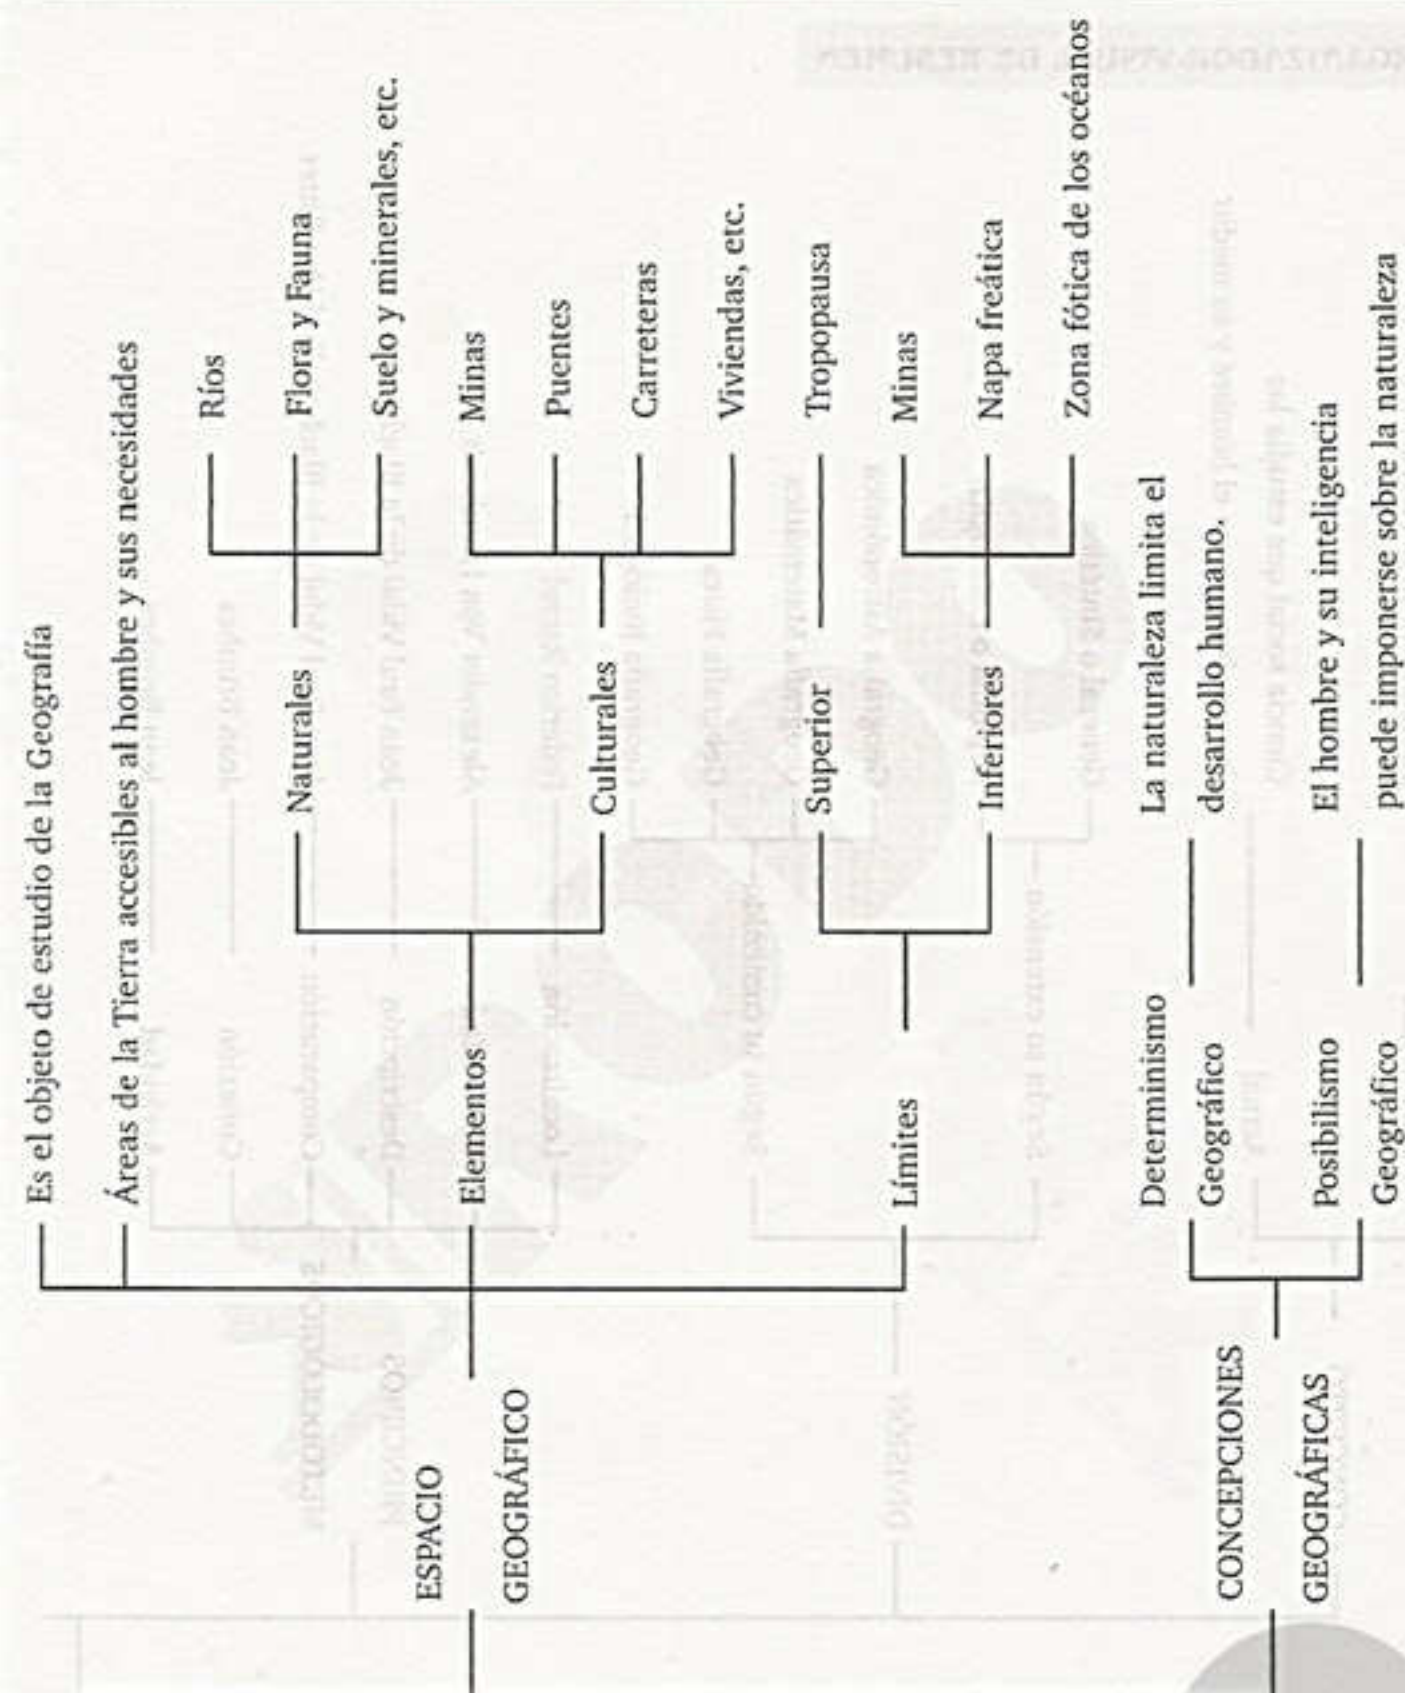 Es el objeto de estudio de la Geografía
Áreas de la Tierra accesibles al hombre y sus necesidades
ESPACIO
GEOGRÁFICO
Elementos
Naturales
Ríos
Flora y Fauna
Suelo y minerales, etc.
Culturales
Minas
Puentes
Carreteras
Viviendas, etc.
Límites
Superior
Tropopausa
Inferiores
Minas
Napa freática
Zona fótica de los océanos
CONCEPCIONES
GEOGRÁFICAS
Determinismo
Geográfico
La naturaleza limita el
desarrollo humano.
Posibilismo
Geográfico
El hombre y su inteligencia
puede imponerse sobre la naturaleza